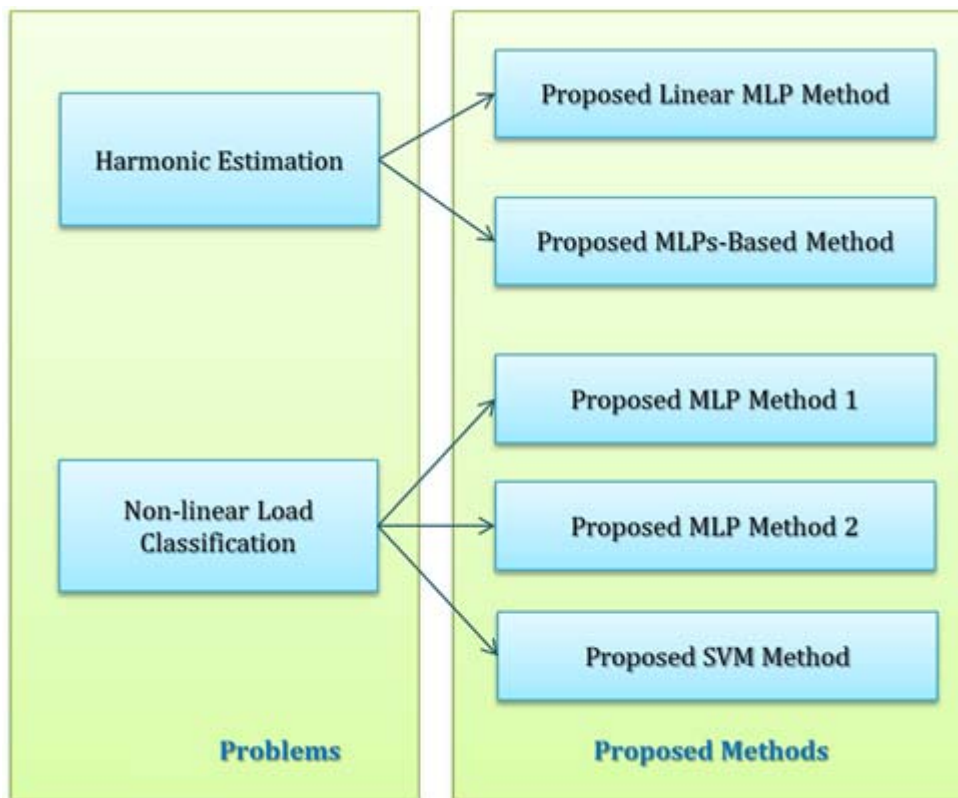 Harmonic Estimation
Non-linear Load
Classification
Problems
Proposed Linear MLP Method
Proposed MLPs-Based Method
Proposed MLP Method 1
Proposed MLP Method 2
Proposed SVM Method
Proposed Methods